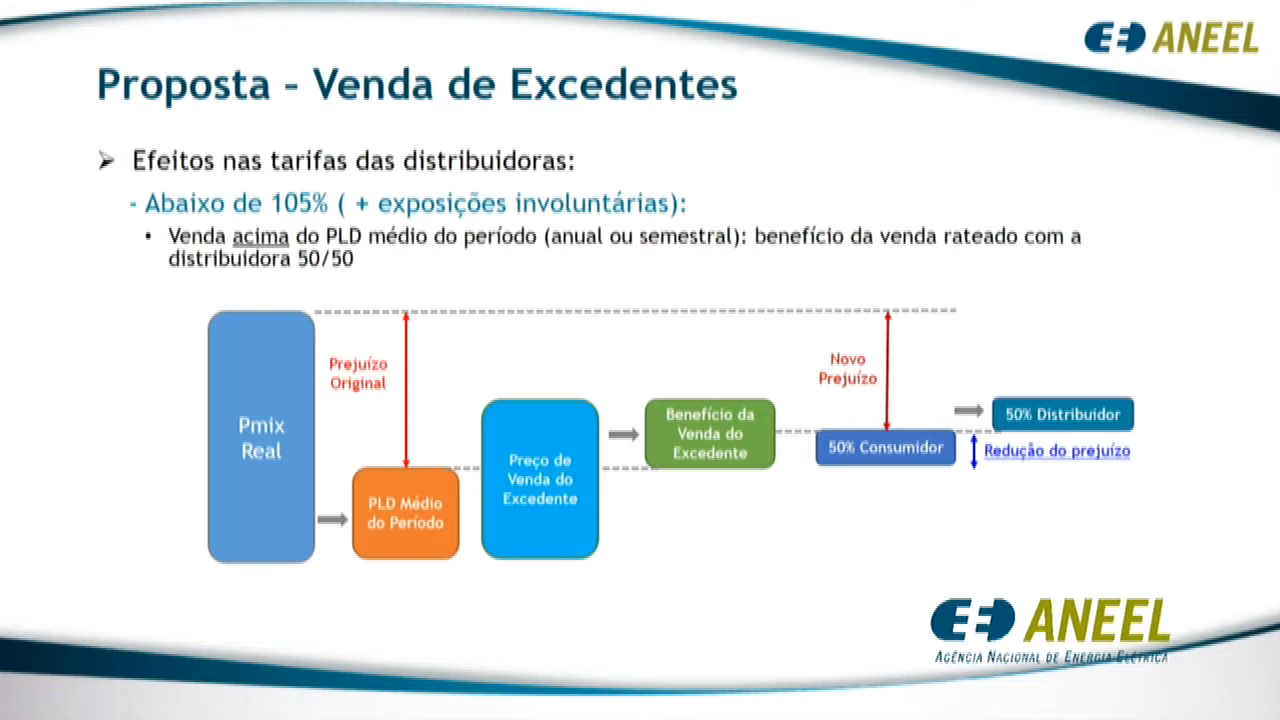 ANEEL
Proposta - Venda de Excedentes
➢ Efeitos nas tarifas das distribuidoras:
- Abaixo de 105% ( + exposições involuntárias):
• Venda acima do PLD médio do período (anual ou semestral): benefício da venda rateado com a
distribuidora 50/50
Pmix
Real
Prejuízo
Original
PLD Médio
do Período
Preço de
Venda do
Excedente
Benefício da
Venda do
Excedente
Novo
Prejuízo
50% Consumidor
50% Distribuidor
Redução do prejuízo
ANEEL
AGÊNCIA NACIONAL DE ENERGIA ELÉTRICA